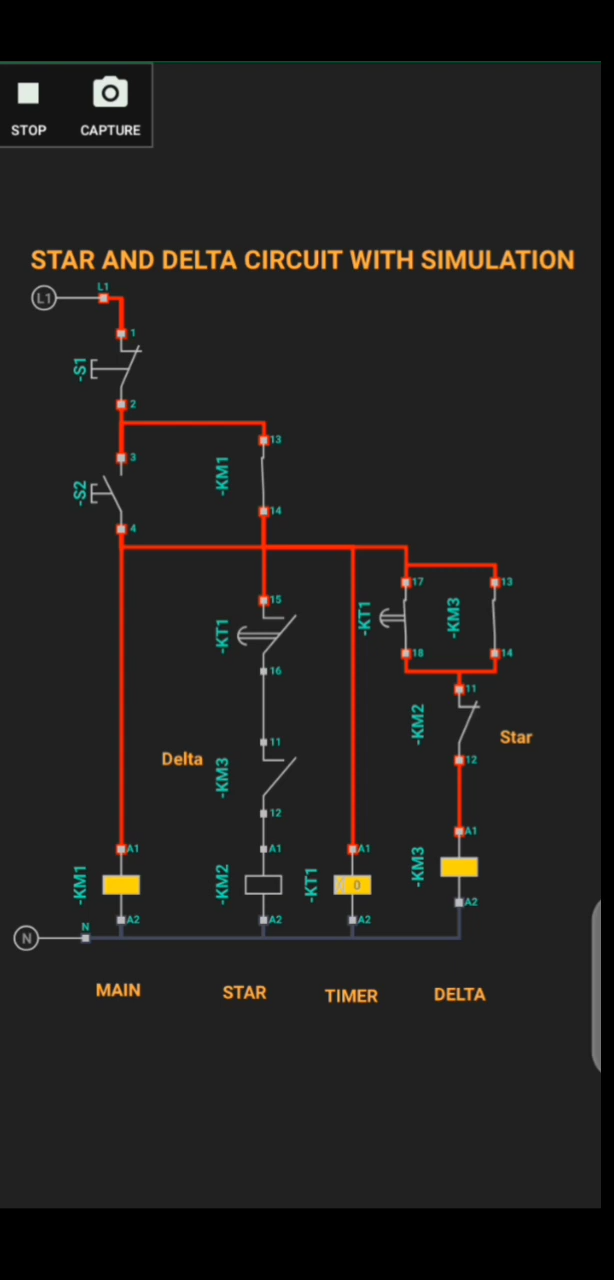 STOP CAPTURE
STAR AND DELTA CIRCUIT WITH SIMULATION
L1 L1
1
-S1
2
13
3
-KM1
-S2
14
4
15 17 13
-KT1 -KT1 -KM3
16 18 14
11
-KM2 Star
11
Delta -KM3
12
12
A1
A1 A1 A1
-KM1 -KM2 -KT1 0 -KM3
A2
A2 A2 A2
N N
MAIN STAR TIMER DELTA